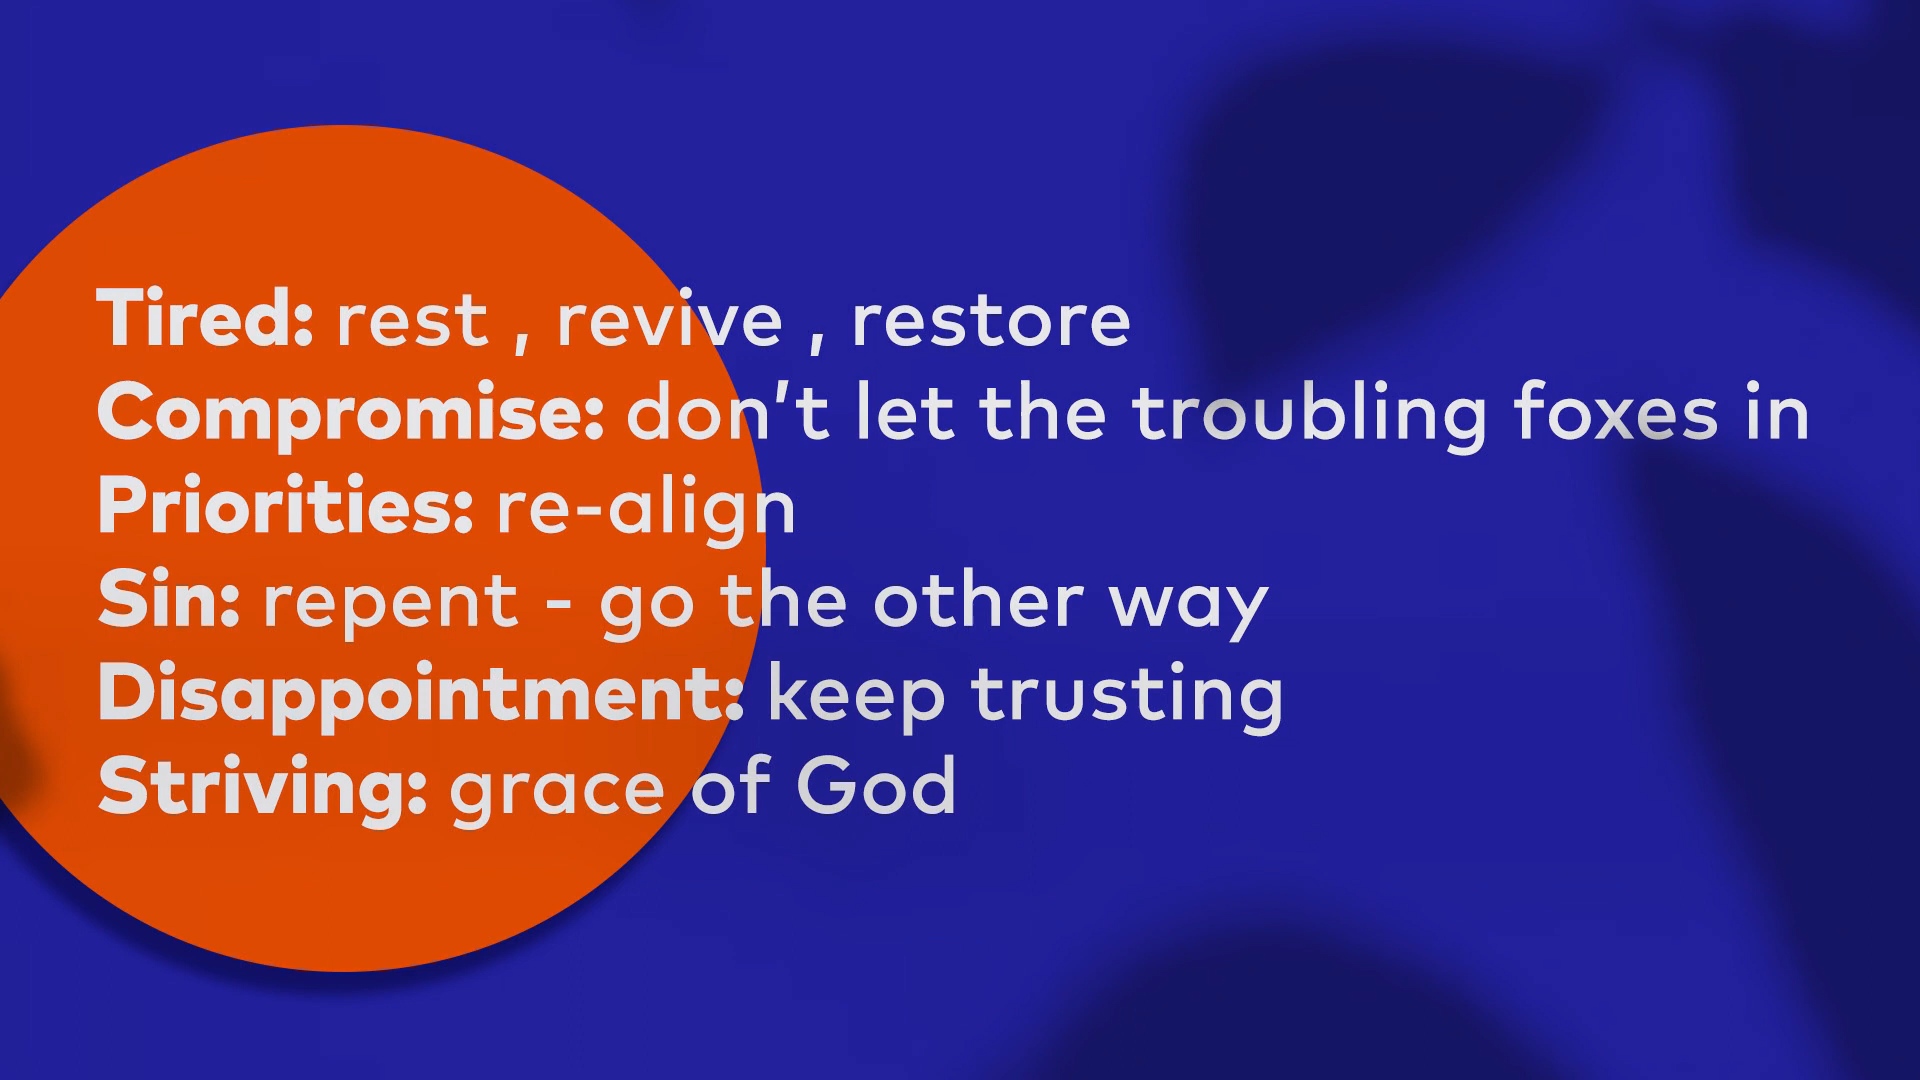 Tired: rest , revive , restore
Compromise: don't let the troubling foxes in
Priorities: re-align
Sin: repent - go the other way
Disappointment: keep trusting
Striving: grace of God